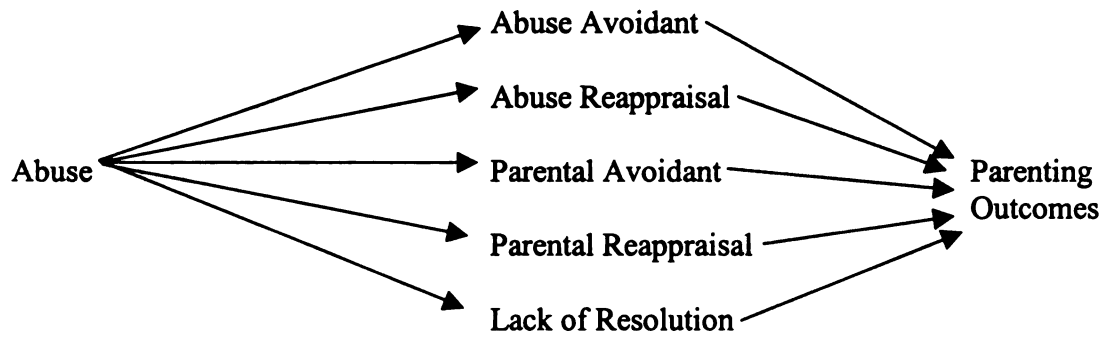 Abuse Avoidant
Abuse Reappraisal
Abuse
Parental Avoidant
Parenting
Outcomes
Parental Reappraisal
Lack of Resolution